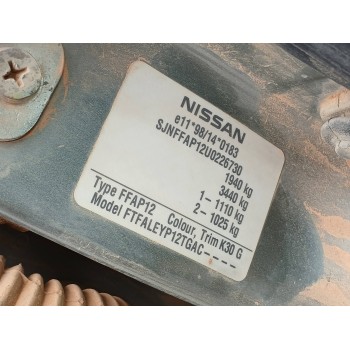 NISSAN
e11*98/14*0183
SJNFFAP12U0226730
1940 kg
3440 kg
1 - 1110 kg
2 - 1025 kg
Type FFAP12 Colour, Trim K30 G
Model FTFALEYP12TGAC----